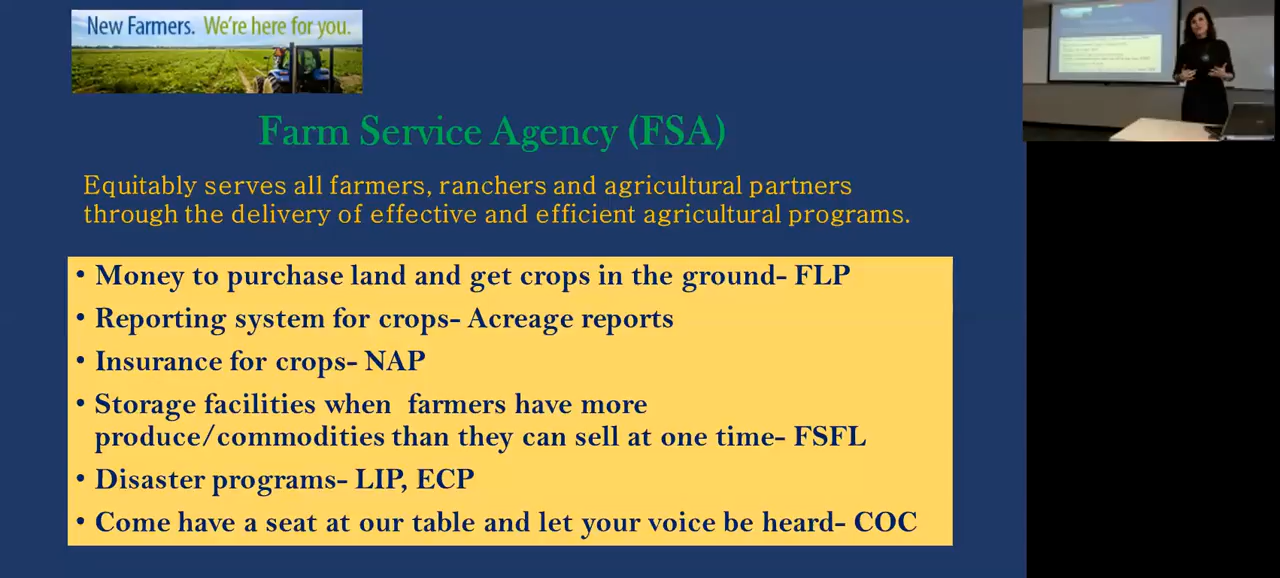 New Farmers. We're here for you.
Farm Service Agency (FSA)
Equitably serves all farmers, ranchers and agricultural partners
through the delivery of effective and efficient agricultural programs.
• Money to purchase land and get crops in the ground- FLP
• Reporting system for crops- Acreage reports
• Insurance for crops- NAP
• Storage facilities when farmers have more
produce/commodities than they can sell at one time- FSFL
• Disaster programs- LIP, ECP
• Come have a seat at our table and let your voice be heard- COC